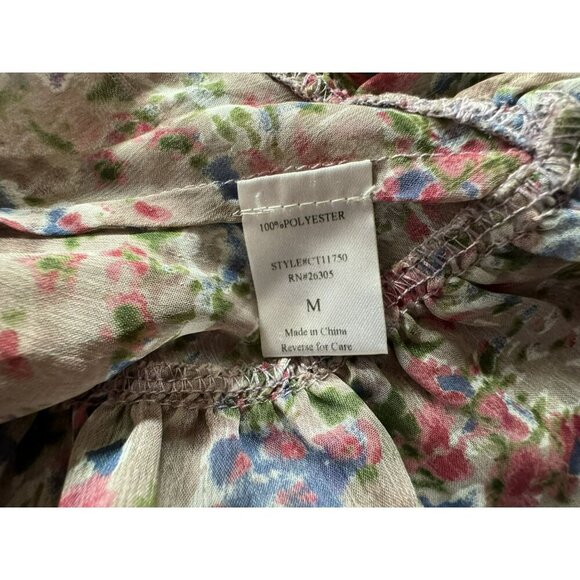 100%POLYESTER
STYLE#CT11750
RN#26305
M
Made in China
Reverse for Care